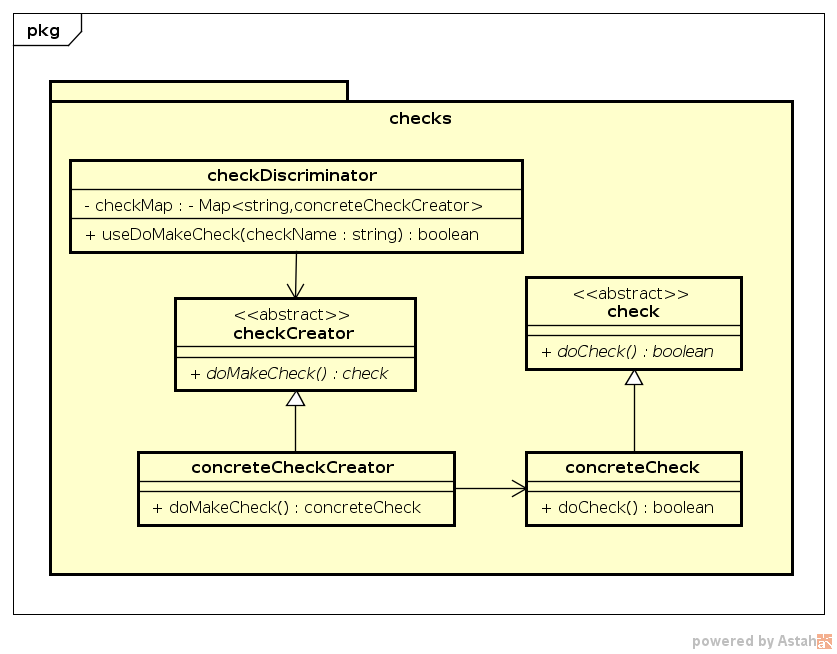 pkg
checks
checkDiscriminator
- checkMap : - Map<string,concreteCheckCreator>
+ useDoMakeCheck(checkName : string) : boolean
<<abstract>>
checkCreator
+ doMakeCheck() : check
<<abstract>>
check
+ doCheck() : boolean
concreteCheckCreator
+ doMakeCheck() : concreteCheck
concreteCheck
+ doCheck() : boolean
powered by Astah